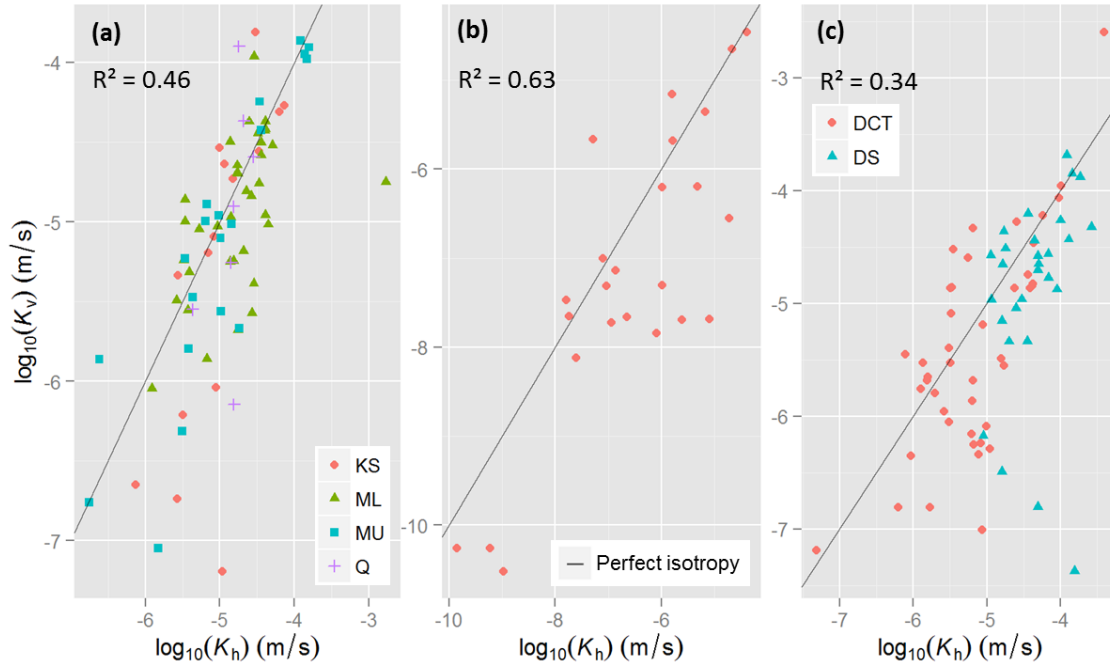 (a)
R² = 0.46
log₁₀(Kᵥ) (m/s)
-4
-5
-6
-7
KS
ML
MU
Q
-6
-5
-4
-3
log₁₀(Kₕ) (m/s)
(b)
R² = 0.63
-6
-8
-10
Perfect isotropy
-10
-8
-6
log₁₀(Kₕ) (m/s)
(c)
R² = 0.34
DCT
DS
-3
-4
-5
-6
-7
-7
-6
-5
-4
log₁₀(Kₕ) (m/s)